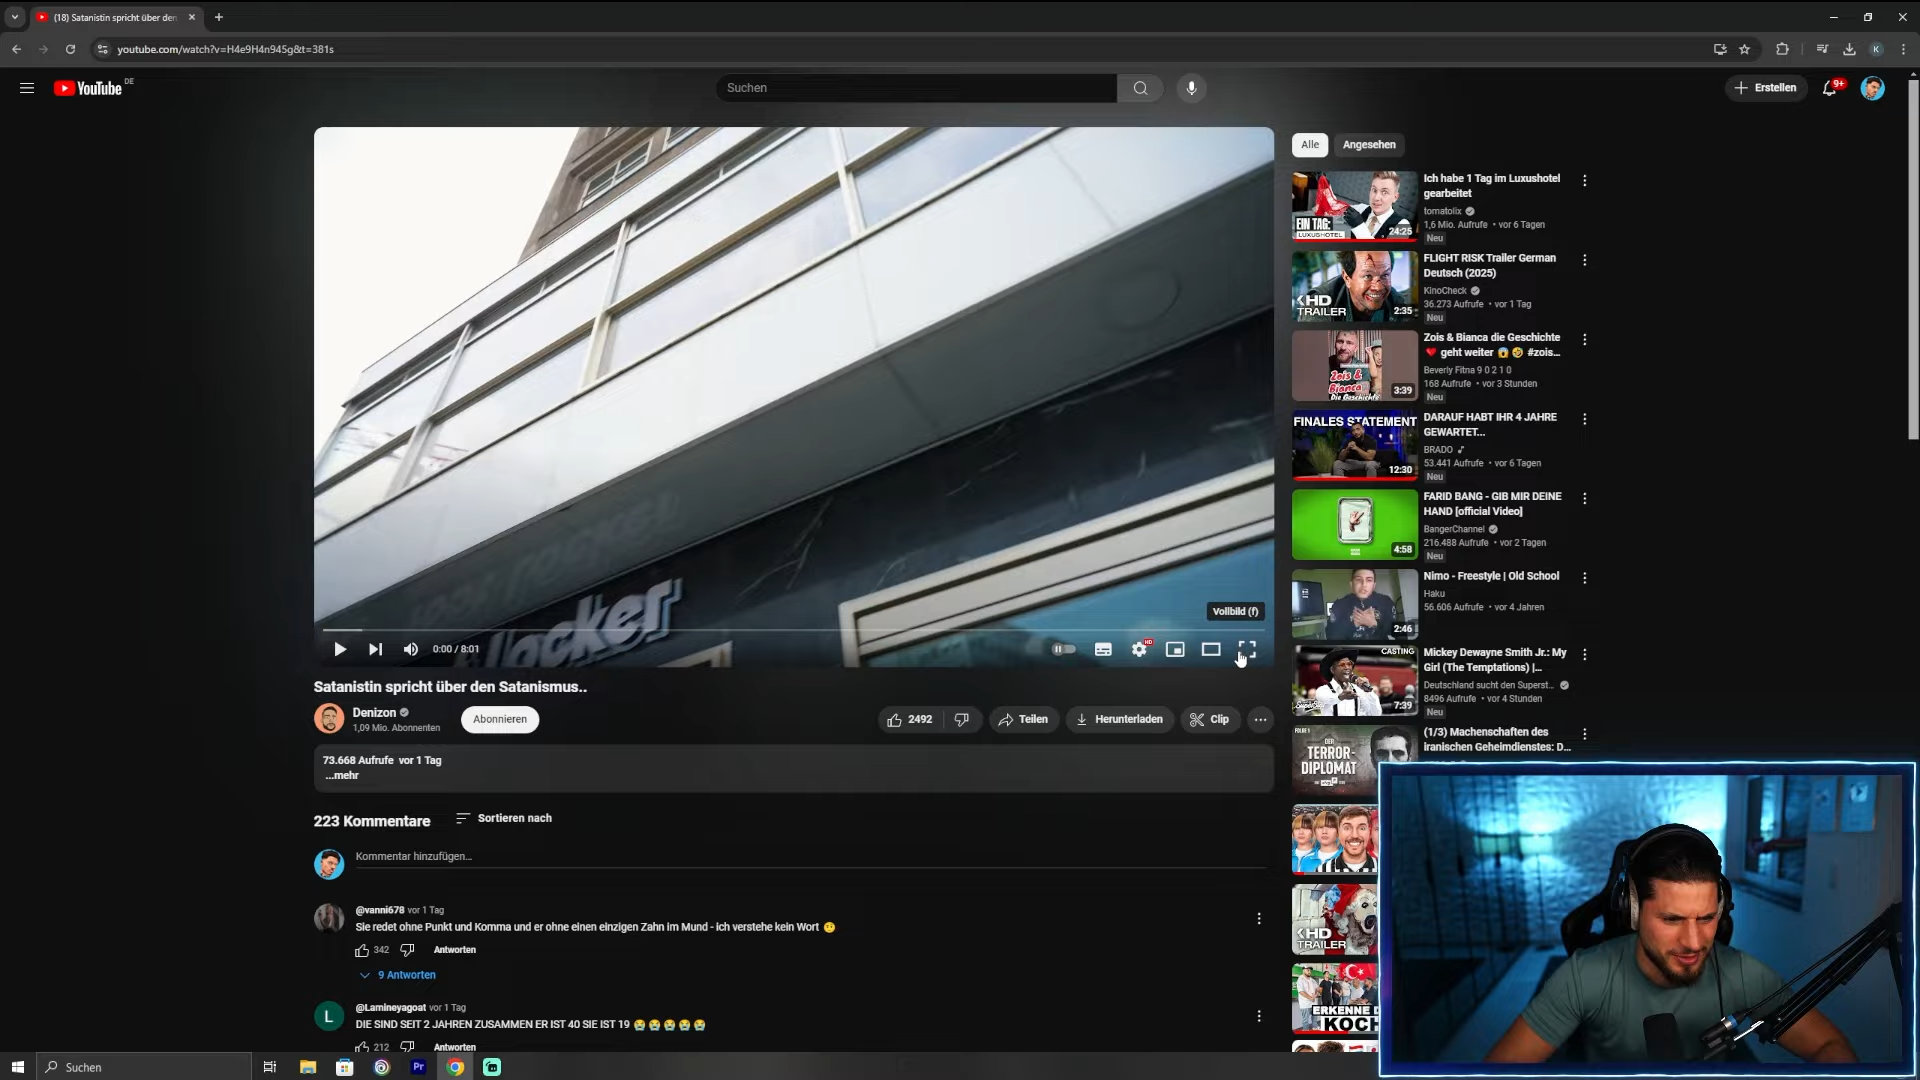 (18) Satanistin spricht über den
youtube.com/watch?v=H4e9H4n945g&t=381s
K
YouTube DE
Suchen
Erstellen
9+
locker
Vollbild (f)
0:00 / 8:01
HD
Satanistin spricht über den Satanismus..
Denizon
1,09 Mio. Abonnenten
Abonnieren
2492
Teilen
Herunterladen
Clip
73.668 Aufrufe vor 1 Tag
...mehr
223 Kommentare
Sortieren nach
Kommentar hinzufügen...
@vanni678 vor 1 Tag
Sie redet ohne Punkt und Komma und er ohne einen einzigen Zahn im Mund - ich verstehe kein Wort
342
Antworten
9 Antworten
L
@Lamineyagoat vor 1 Tag
DIE SIND SEIT 2 JAHREN ZUSAMMEN ER IST 40 SIE IST 19 😭😭😭😭😭
212
Antworten
Alle
Angesehen
EIN TAG:
LUXUSHOTEL
24:25
Ich habe 1 Tag im Luxushotel
gearbeitet
tomatolix
1,6 Mio. Aufrufe • vor 6 Tagen
Neu
HD
TRAILER
2:35
FLIGHT RISK Trailer German
Deutsch (2025)
KinoCheck
36.273 Aufrufe • vor 1 Tag
Neu
Zois &
Bianca
Die Geschichte
3:39
Zois & Bianca die Geschichte
❤️ geht weiter 😱 🤣 #zois...
Beverly Fitna 9 0 2 1 0
168 Aufrufe • vor 3 Stunden
Neu
FINALES STATEMENT
12:30
DARAUF HABT IHR 4 JAHRE
GEWARTET...
BRADO
53.441 Aufrufe • vor 6 Tagen
Neu
4:58
FARID BANG - GIB MIR DEINE
HAND [official Video]
BangerChannel
216.488 Aufrufe • vor 2 Tagen
Neu
2:46
Nimo - Freestyle | Old School
Haku
56.606 Aufrufe • vor 4 Jahren
CASTING
7:39
Mickey Dewayne Smith Jr.: My
Girl (The Temptations) |...
Deutschland sucht den Superst...
8496 Aufrufe • vor 4 Stunden
Neu
FOLGE 1
DER
TERROR-
DIPLOMAT
(1/3) Machenschaften des
iranischen Geheimdienstes: D...
HD
TRAILER
ERKENNE D
KOCH
Suchen
Pr